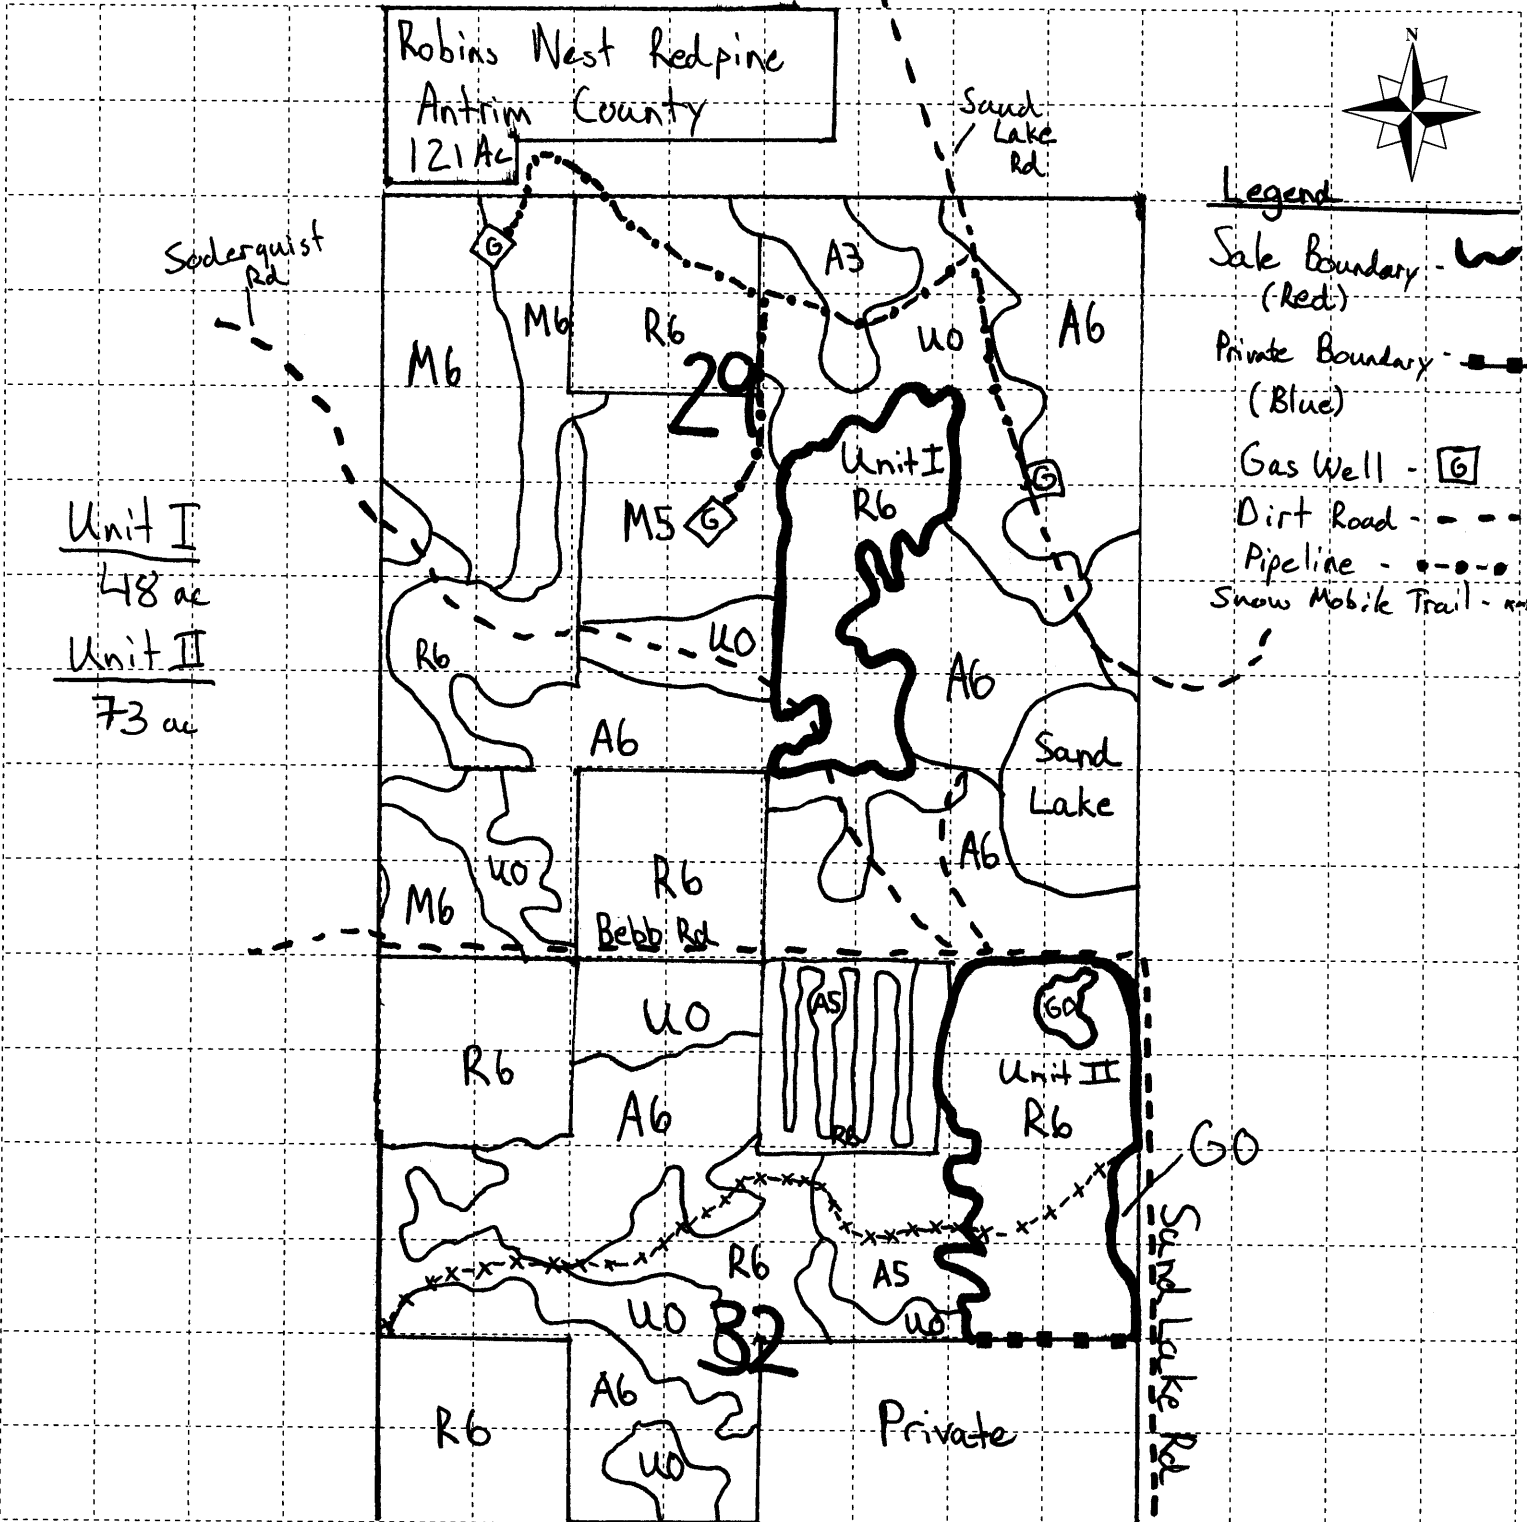 Robins West Redpine
Antrim County
121 Ac
N
Sand
Lake
Rd
Legend
Sale Boundary -
(Red)
Private Boundary -
(Blue)
Gas Well - G
Dirt Road -
Pipeline -
Snow Mobile Trail -
Soderquist
Rd
G
A3
M6
M6
R6
UO
A6
29
Unit I
R6
G
M5
G
Unit I
48 ac
Unit II
73 ac
R6
UO
A6
A6
Sand
Lake
UO
R6
A6
M6
Bebb Rd
UO
A5
GO
R6
Unit II
A6
R6
R6
GO
Sand Lake Rd
R6
A5
UO
32
UO
A6
R6
Private
UO